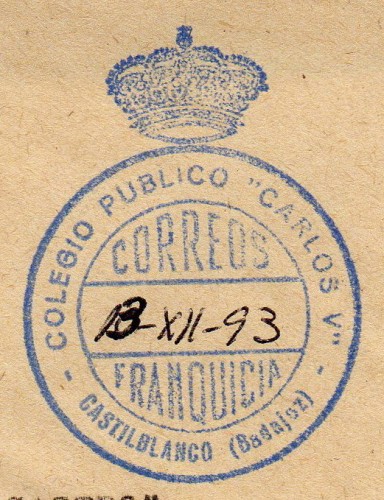 COLEGIO PUBLICO "CARLOS V"
CORREOS
13-XII-93
FRANQUICIA
- CASTILBLANCO (Badajoz) -